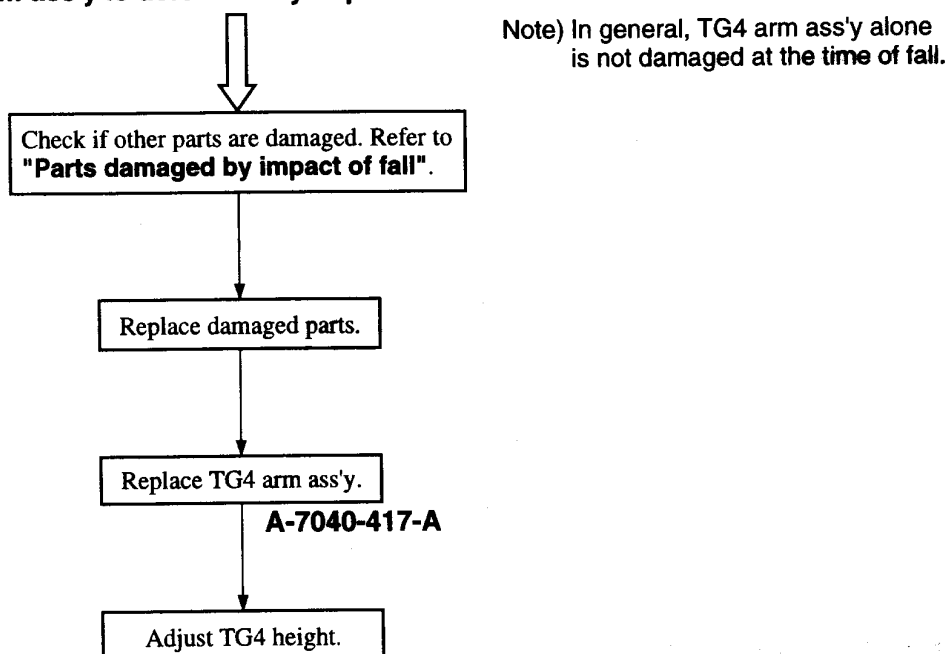 Note) In general, TG4 arm ass'y alone
is not damaged at the time of fall.
Check if other parts are damaged. Refer to
"Parts damaged by impact of fall".
Replace damaged parts.
Replace TG4 arm ass'y.
A-7040-417-A
Adjust TG4 height.